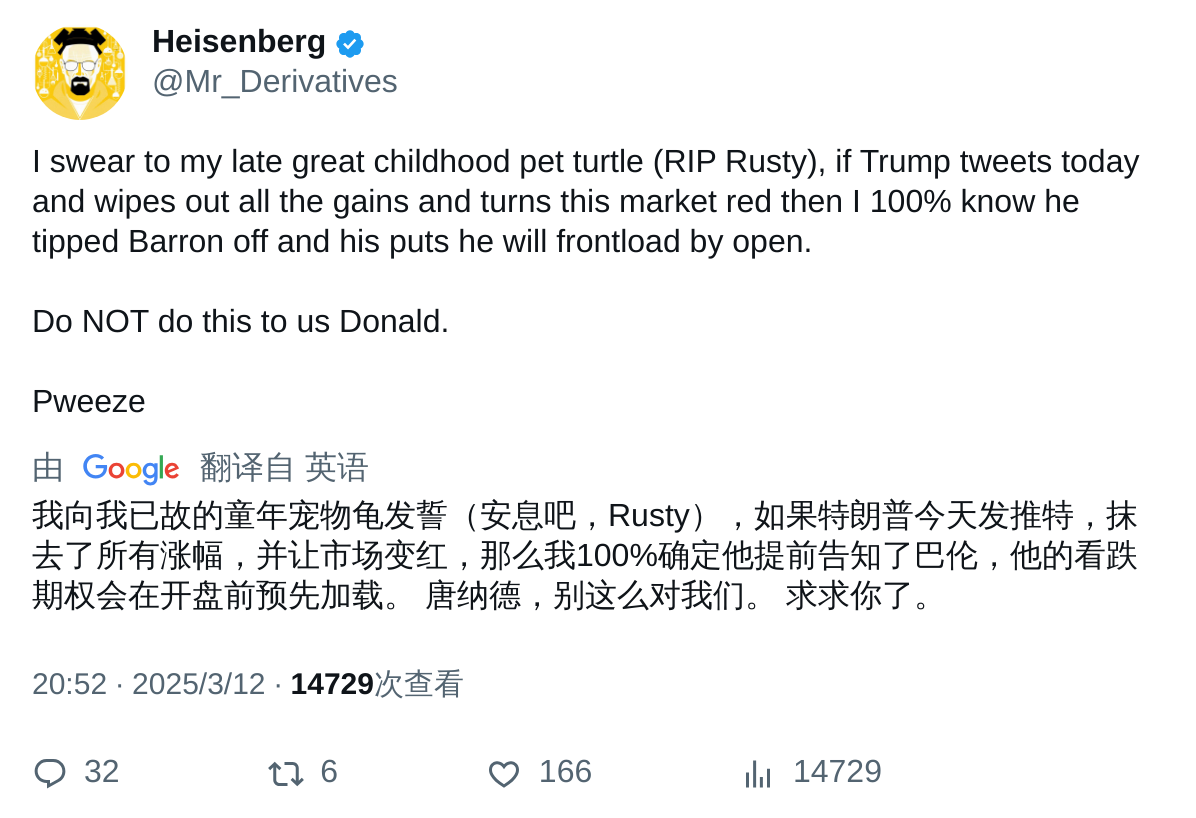 Heisenberg
@Mr_Derivatives
I swear to my late great childhood pet turtle (RIP Rusty), if Trump tweets today
and wipes out all the gains and turns this market red then I 100% know he
tipped Barron off and his puts he will frontload by open.
Do NOT do this to us Donald.
Pweeze
由 Google 翻译自 英语
我向我已故的童年宠物龟发誓（安息吧，Rusty），如果特朗普今天发推特，抹
去了所有涨幅，并让市场变红，那么我100%确定他提前告知了巴伦，他的看跌
期权会在开盘前预先加载。 唐纳德，别这么对我们。 求求你了。
20:52 · 2025/3/12 · 14729次查看
32 6 166 14729